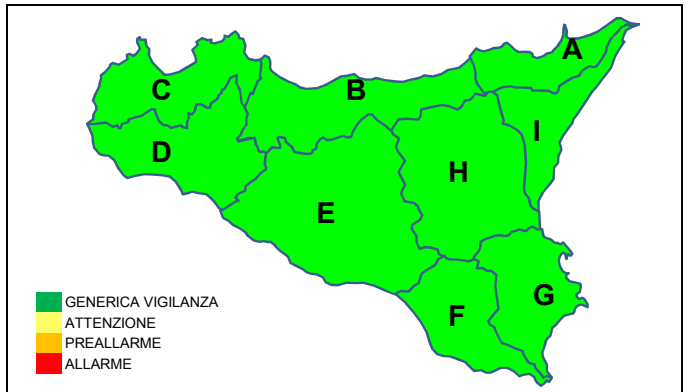 A
B
C
I
D
H
E
G
F
GENERICA VIGILANZA
ATTENZIONE
PREALLARME
ALLARME